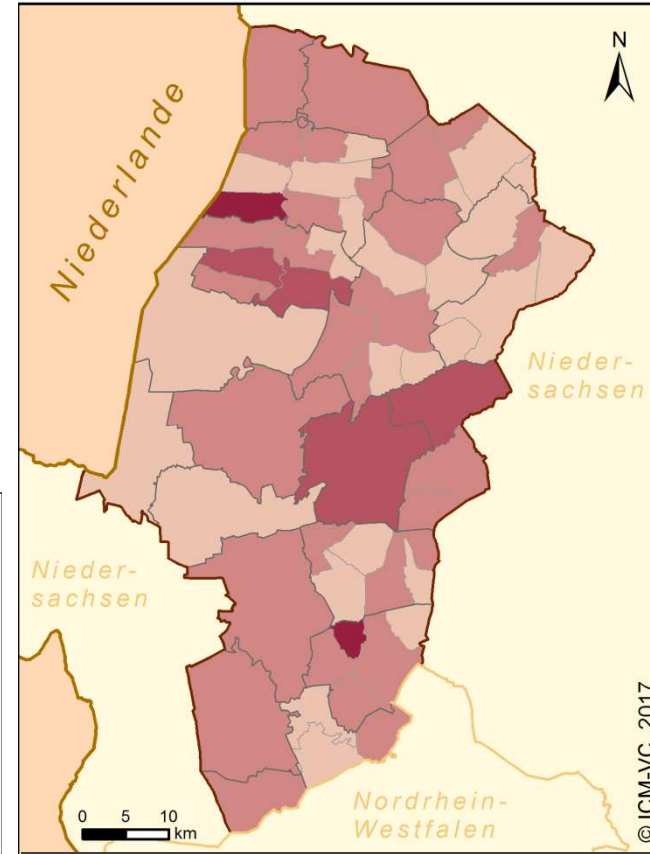 N
Niederlande
Nieder-
sachsen
Nieder-
sachsen
0 5 10
km
Nordrhein-
Westfalen
© ICM-VC 2017